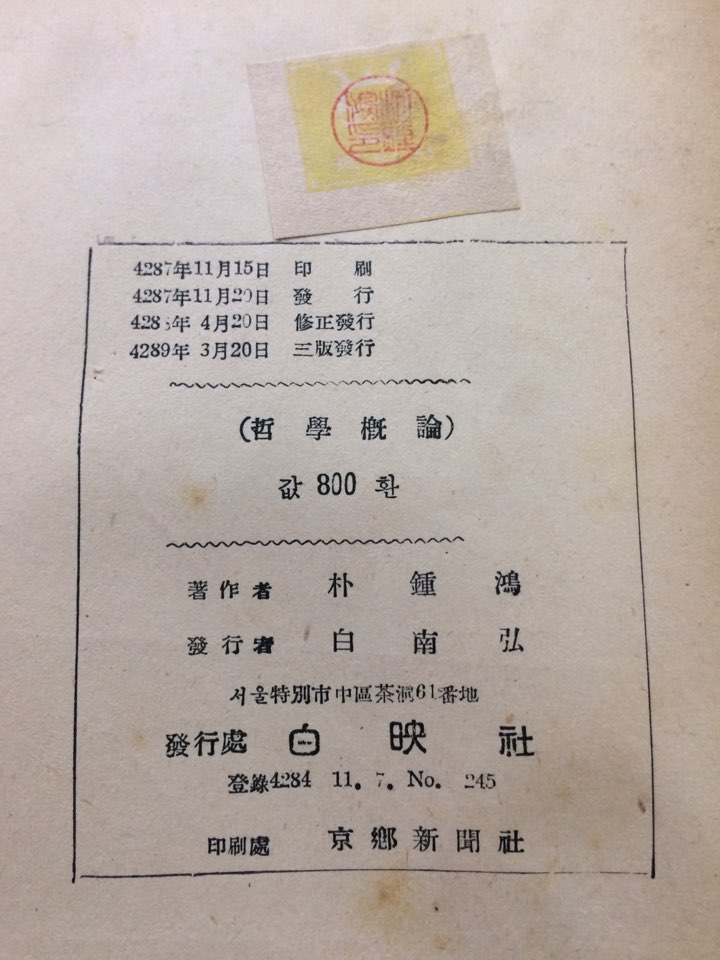 4287年11月15日 印刷
4287年11月20日 發行
年 4月20日 修正發行
4289年 3月20日 三版發行
(哲學槪論)
값 800 환
著作者 朴鍾鴻
發行者 白南弘
서울特別市中區茶洞61番地
發行處 白映社
登錄4284 11. 7. No. 245
印刷處 京鄕新聞社